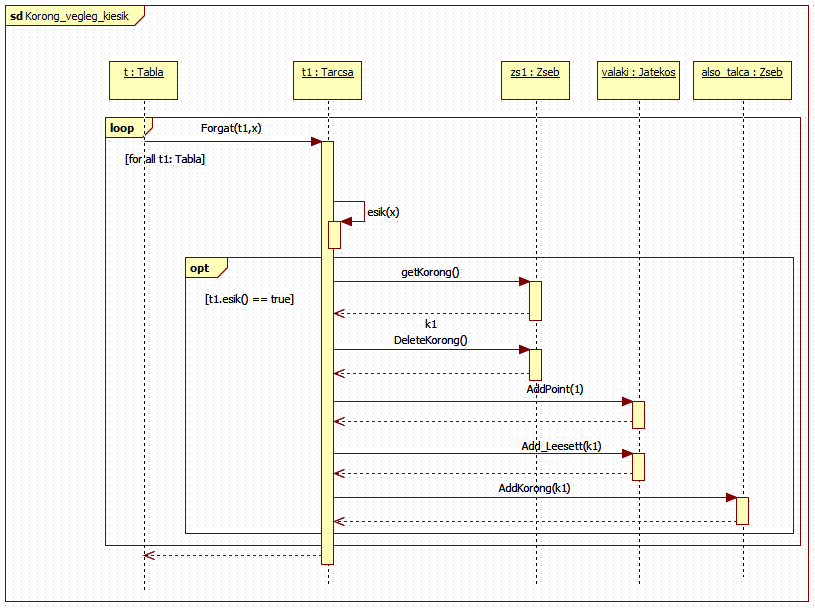 sd Korong_vegleg_kiesik
t : Tabla
t1 : Tarcsa
zs1 : Zseb
valaki : Jatekos
also_talca : Zseb
loop
Forgat(t1,x)
[for all t1: Tabla]
esik(x)
opt
getKorong()
[t1.esik() == true]
k1
DeleteKorong()
AddPoint(1)
Add_Leesett(k1)
AddKorong(k1)